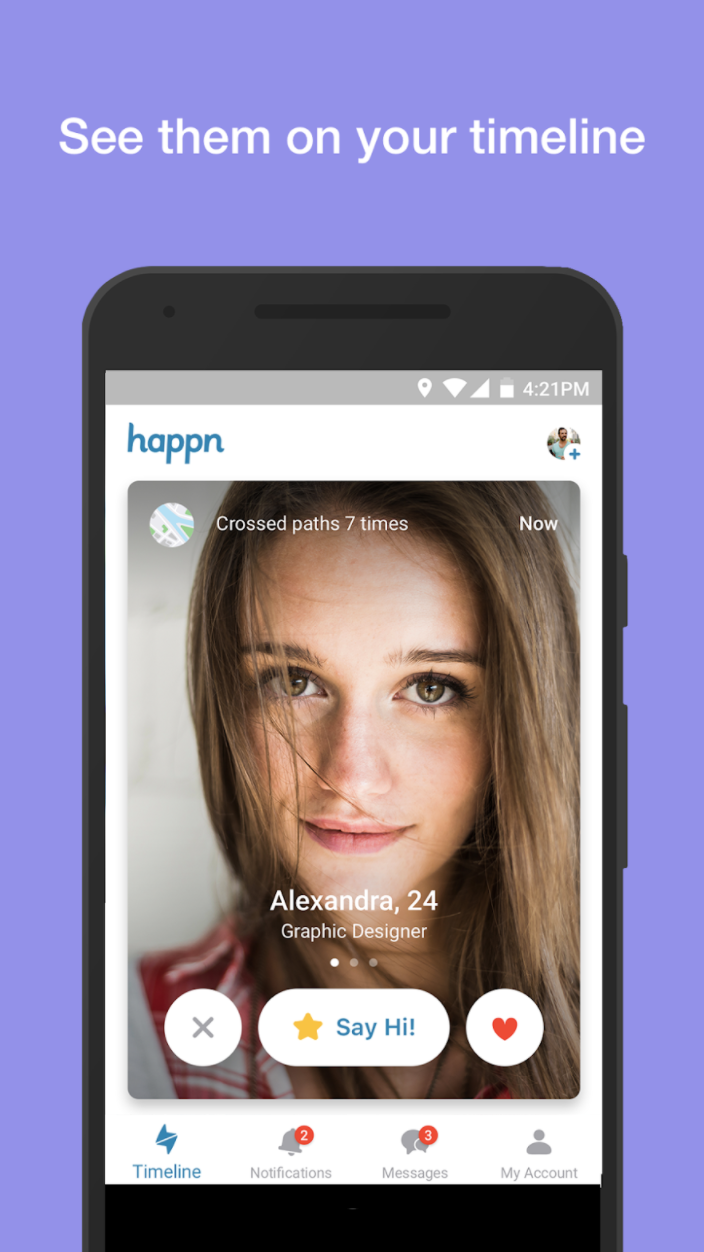 See them on your timeline
4:21PM
happn
Crossed paths 7 times
Now
Alexandra, 24
Graphic Designer
Say Hi!
2
3
Timeline
Notifications
Messages
My Account